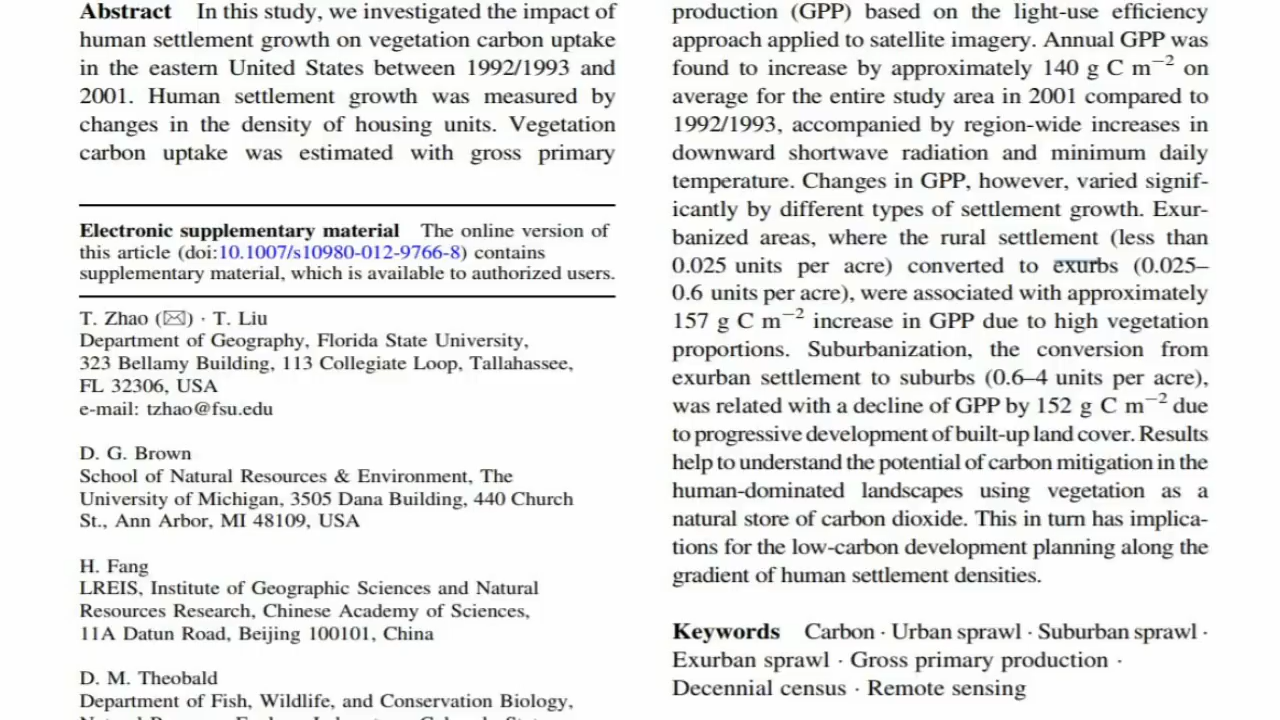 Abstract In this study, we investigated the impact of
human settlement growth on vegetation carbon uptake
in the eastern United States between 1992/1993 and
2001. Human settlement growth was measured by
changes in the density of housing units. Vegetation
carbon uptake was estimated with gross primary
Electronic supplementary material The online version of
this article (doi:10.1007/s10980-012-9766-8) contains
supplementary material, which is available to authorized users.
T. Zhao (✉) · T. Liu
Department of Geography, Florida State University,
323 Bellamy Building, 113 Collegiate Loop, Tallahassee,
FL 32306, USA
e-mail: tzhao@fsu.edu
D. G. Brown
School of Natural Resources & Environment, The
University of Michigan, 3505 Dana Building, 440 Church
St., Ann Arbor, MI 48109, USA
H. Fang
LREIS, Institute of Geographic Sciences and Natural
Resources Research, Chinese Academy of Sciences,
11A Datun Road, Beijing 100101, China
D. M. Theobald
Department of Fish, Wildlife, and Conservation Biology,
production (GPP) based on the light-use efficiency
approach applied to satellite imagery. Annual GPP was
found to increase by approximately 140 g C m⁻² on
average for the entire study area in 2001 compared to
1992/1993, accompanied by region-wide increases in
downward shortwave radiation and minimum daily
temperature. Changes in GPP, however, varied signif-
icantly by different types of settlement growth. Exur-
banized areas, where the rural settlement (less than
0.025 units per acre) converted to exurbs (0.025–
0.6 units per acre), were associated with approximately
157 g C m⁻² increase in GPP due to high vegetation
proportions. Suburbanization, the conversion from
exurban settlement to suburbs (0.6–4 units per acre),
was related with a decline of GPP by 152 g C m⁻² due
to progressive development of built-up land cover. Results
help to understand the potential of carbon mitigation in the
human-dominated landscapes using vegetation as a
natural store of carbon dioxide. This in turn has implica-
tions for the low-carbon development planning along the
gradient of human settlement densities.
Keywords Carbon · Urban sprawl · Suburban sprawl ·
Exurban sprawl · Gross primary production ·
Decennial census · Remote sensing